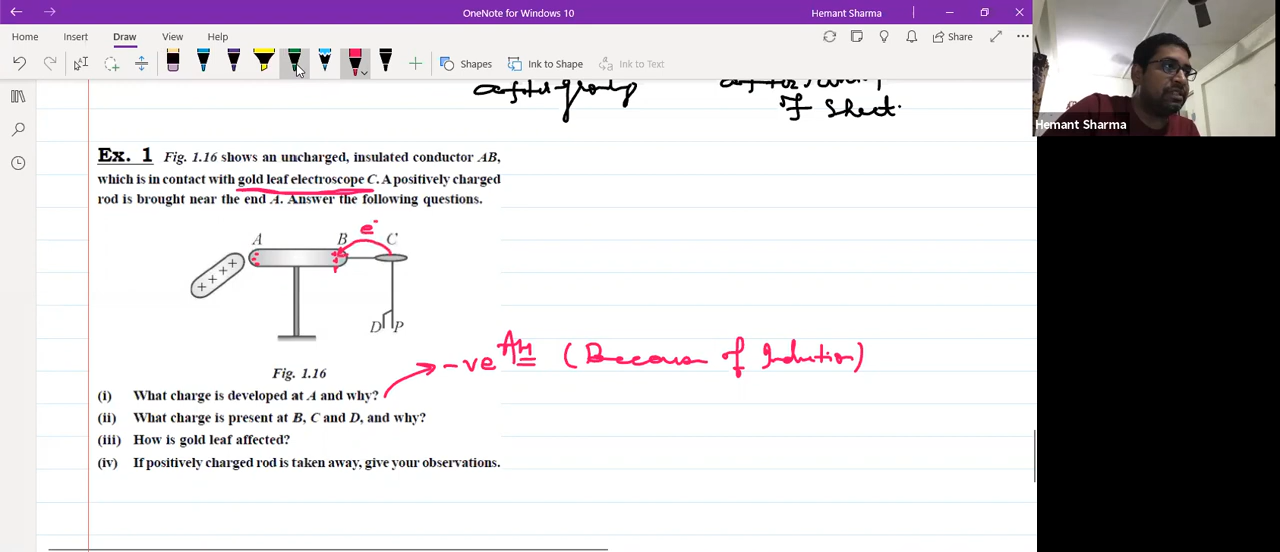 OneNote for Windows 10
Hemant Sharma
Home Insert Draw View Help Share
Shapes Ink to Shape Ink to Text
of sheet.
Hemant Sharma
Ex. 1 Fig. 1.16 shows an uncharged, insulated conductor AB,
which is in contact with gold leaf electroscope C. A positively charged
rod is brought near the end A. Answer the following questions.
e-
A B C
+ + + +
D P
Fig. 1.16
-ve Ans (Because of Induction)
(i) What charge is developed at A and why?
(ii) What charge is present at B, C and D, and why?
(iii) How is gold leaf affected?
(iv) If positively charged rod is taken away, give your observations.